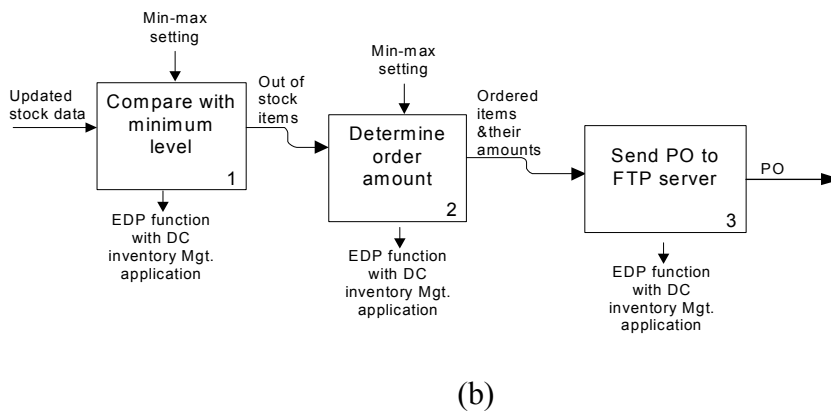 Min-max
setting
Updated
stock data
Compare with
minimum
level
1
EDP function
with DC
inventory Mgt.
application
Out of
stock
items
Min-max
setting
Determine
order
amount
2
EDP function
with DC
inventory Mgt.
application
Ordered
items
&their
amounts
Send PO to
FTP server
3
EDP function
with DC
inventory Mgt.
application
PO
(b)